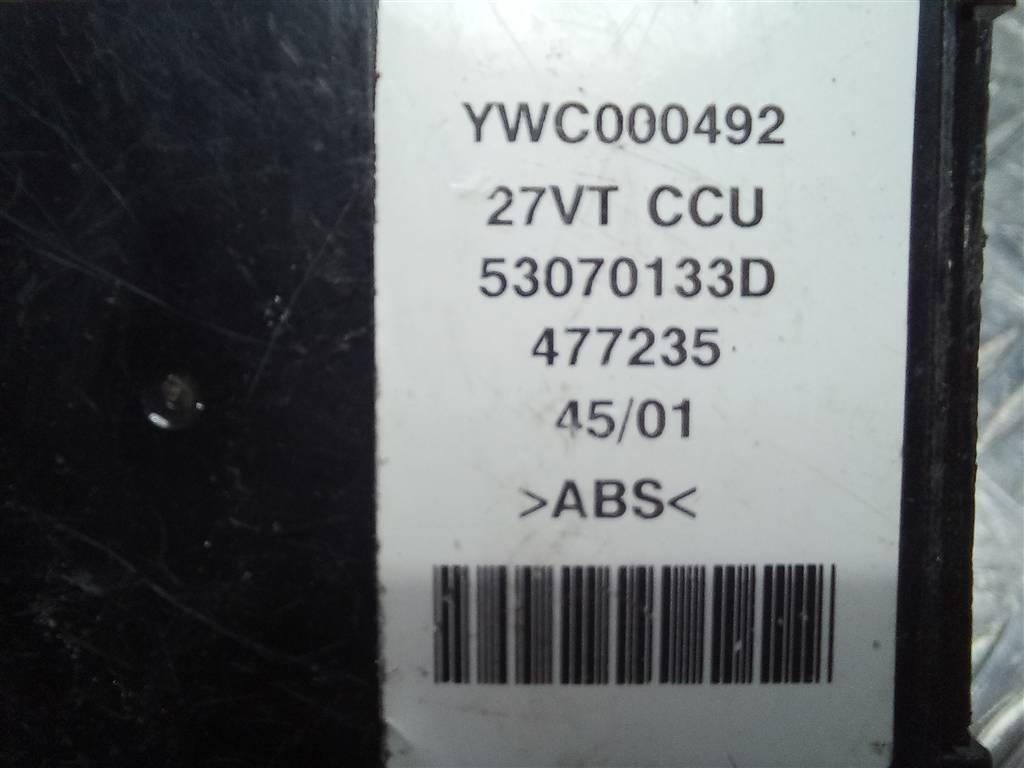 YWC000492
27VT CCU
53070133D
477235
45/01
>ABS<